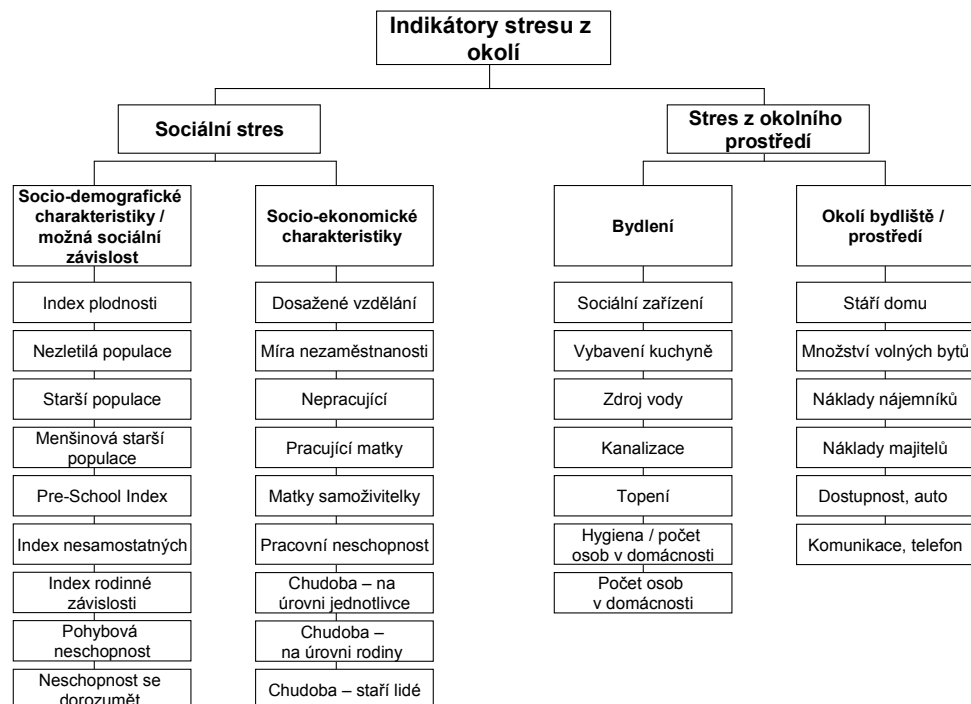 Indikátory stresu z
okolí
Sociální stres
Stres z okolního
prostředí
Socio-demografické
charakteristiky /
možná sociální
závislost
Socio-ekonomické
charakteristiky
Bydlení
Okolí bydliště /
prostředí
Index plodnosti
Dosažené vzdělání
Sociální zařízení
Stáří domu
Nezletilá populace
Míra nezaměstnanosti
Vybavení kuchyně
Množství volných bytů
Starší populace
Nepracující
Zdroj vody
Náklady nájemníků
Menšinová starší
populace
Pracující matky
Kanalizace
Náklady majitelů
Pre-School Index
Matky samoživitelky
Topení
Dostupnost, auto
Index nesamostatných
Pracovní neschopnost
Hygiena / počet
osob v domácnosti
Komunikace, telefon
Index rodinné
závislosti
Chudoba – na
úrovni jednotlivce
Počet osob
v domácnosti
Pohybová
neschopnost
Chudoba –
na úrovni rodiny
Neschopnost se
dorozumět
Chudoba – staří lidé